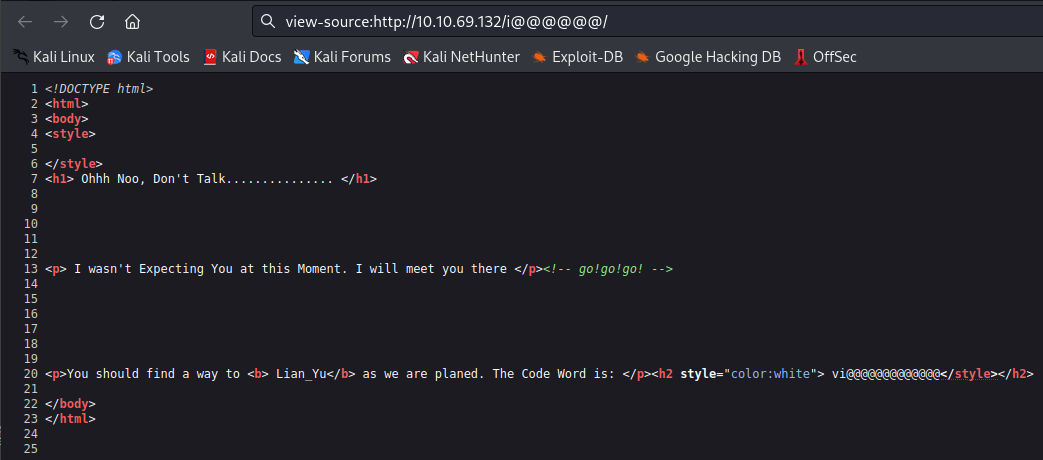 view-source:http://10.10.69.132/i@@@@@@/
Kali Linux Kali Tools Kali Docs Kali Forums Kali NetHunter Exploit-DB Google Hacking DB OffSec
1 <!DOCTYPE html>
2 <html>
3 <body>
4 <style>
5
6 </style>
7 <h1> Ohhh Noo, Don't Talk............... </h1>
8
9
10
11
12
13 <p> I wasn't Expecting You at this Moment. I will meet you there </p><!-- go!go!go! -->
14
15
16
17
18
19
20 <p>You should find a way to <b> Lian_Yu</b> as we are planed. The Code Word is: </p><h2 style="color:white"> vi@@@@@@@@@@@@@</style></h2>
21
22 </body>
23 </html>
24
25